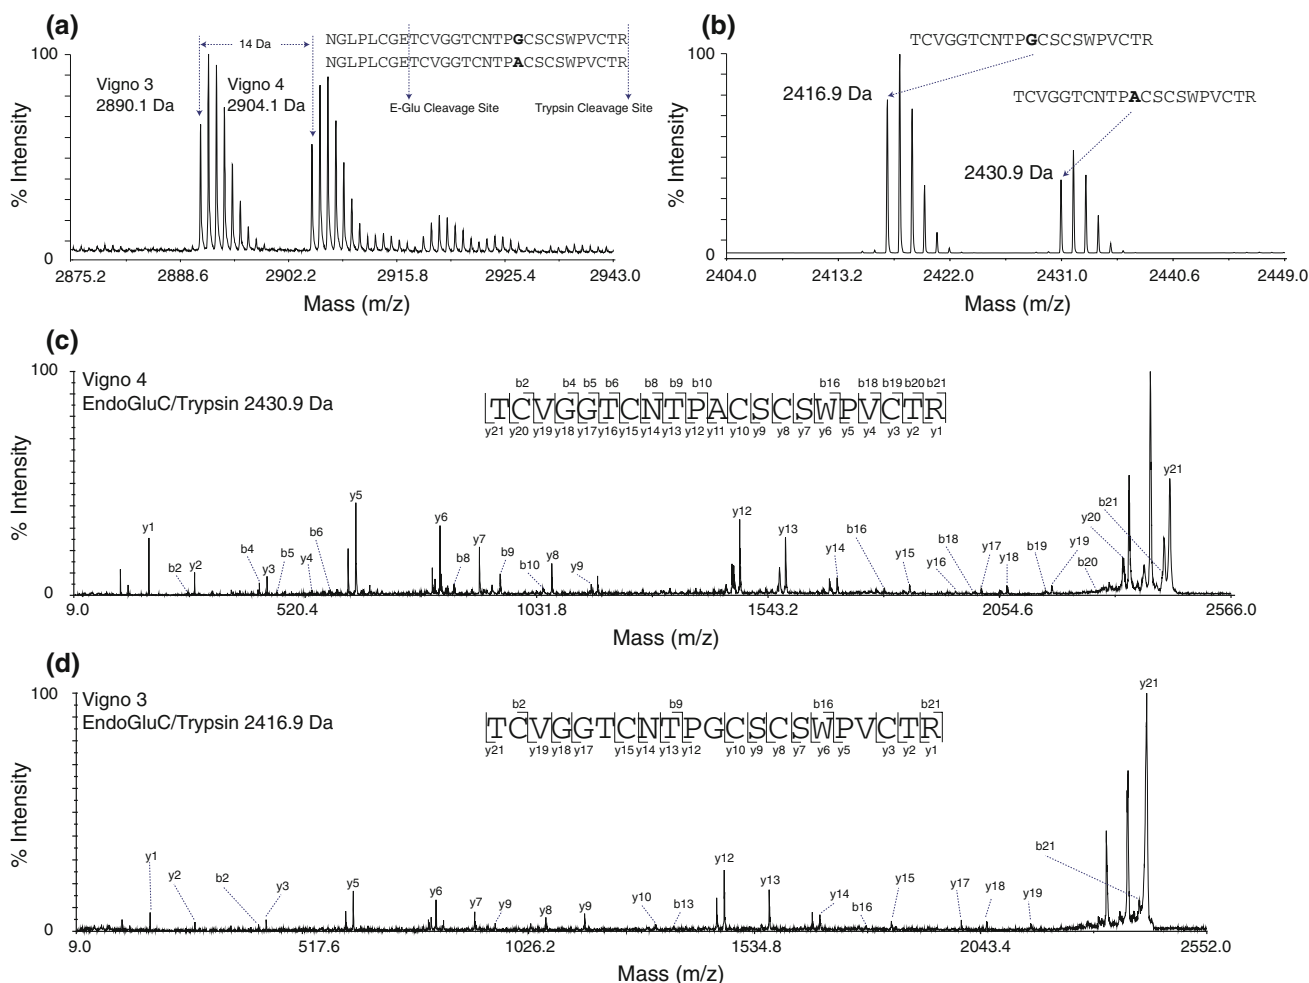 (a)
14 Da
NGLPLCGETCVGGTCNTPGCSCSWPVCTR
NGLPLCGETCVGGTCNTPACSCSWPVCTR
Vigno 3
2890.1 Da
Vigno 4
2904.1 Da
E-Glu Cleavage Site
Trypsin Cleavage Site
% Intensity
100
0
2875.2 2888.6 2902.2 2915.8 2925.4 2943.0
Mass (m/z)
(b)
TCVGGTCNTPGCSCSWPVCTR
TCVGGTCNTPACSCSWPVCTR
2416.9 Da
2430.9 Da
% Intensity
100
0
2404.0 2413.2 2422.0 2431.0 2440.6 2449.0
Mass (m/z)
(c)
Vigno 4
EndoGluC/Trypsin 2430.9 Da
b2 b4 b5 b6 b8 b9 b10 b16 b18 b19 b20 b21
TCVGGTCNTPACSCSWPVCTR
y21 y20 y19 y18 y17 y16 y15 y14 y13 y12 y11 y10 y9 y8 y7 y6 y5 y4 y3 y2 y1
% Intensity
100
0
y1 b2 y2 b4 y3 b5 y4 b6 y5 y6 b8 y7 b9 b10 y8 y9 y12 y13 y14 b16 y15 y16 b18 y17 y18 b19 y19 b20 y20 b21 y21
9.0 520.4 1031.8 1543.2 2054.6 2566.0
Mass (m/z)
(d)
Vigno 3
EndoGluC/Trypsin 2416.9 Da
b2 b9 b16 b21
TCVGGTCNTPGCSCSWPVCTR
y21 y19 y18 y17 y15 y14 y13 y12 y10 y9 y8 y7 y6 y5 y3 y2 y1
% Intensity
100
0
y1 y2 b2 y3 y5 y6 y7 y9 y8 y9 y10 b13 y12 y13 y14 b16 y15 y17 y18 y19 b21 y21
9.0 517.6 1026.2 1534.8 2043.4 2552.0
Mass (m/z)